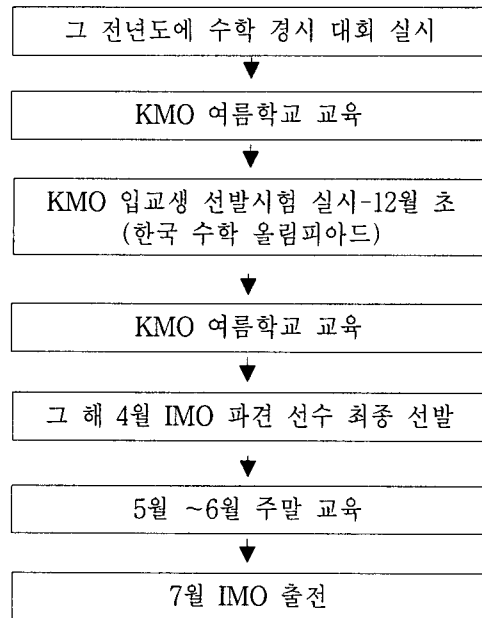 그 전년도에 수학 경시 대회 실시
KMO 여름학교 교육
KMO 입교생 선발시험 실시-12월 초
(한국 수학 올림피아드)
KMO 여름학교 교육
그 해 4월 IMO 파견 선수 최종 선발
5월 ~6월 주말 교육
7월 IMO 출전